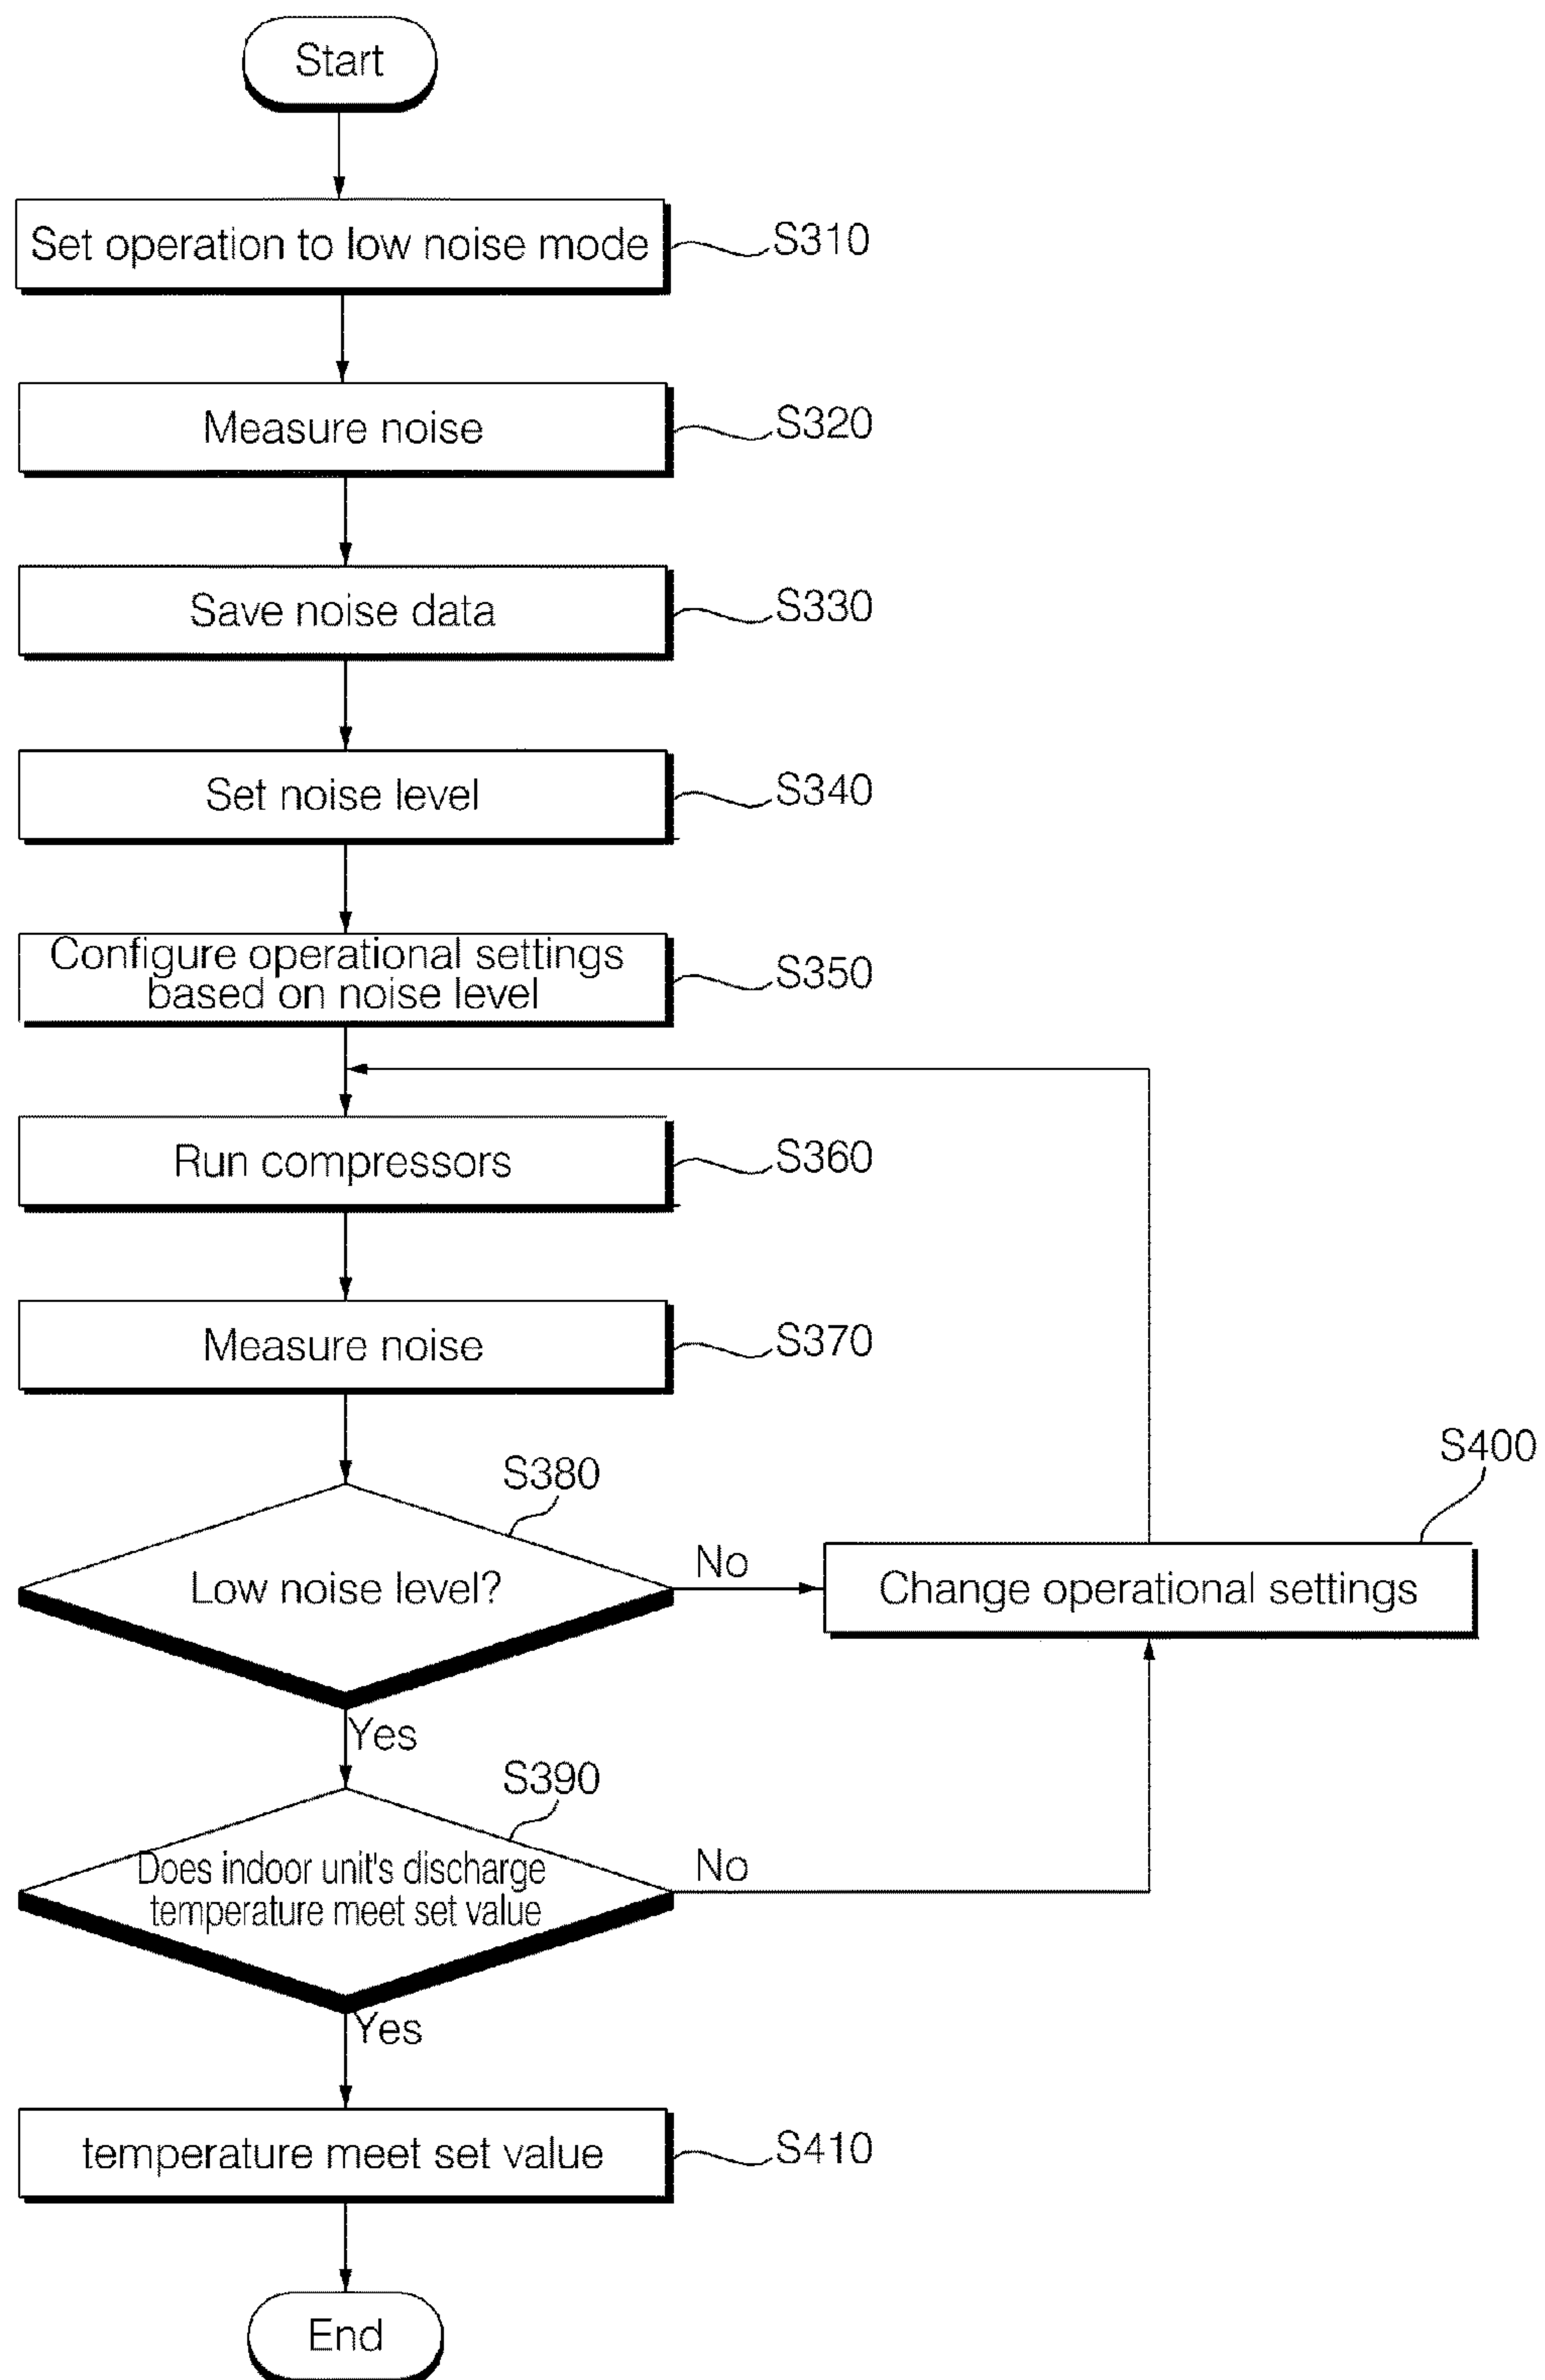 Start
Set operation to low noise mode
S310
Measure noise
S320
Save noise data
S330
Set noise level
S340
Configure operational settings
based on noise level
S350
Run compressors
S360
Measure noise
S370
S380
S400
Low noise level?
No
Change operational settings
Yes
S390
Does indoor unit's discharge
temperature meet set value
No
Yes
temperature meet set value
S410
End